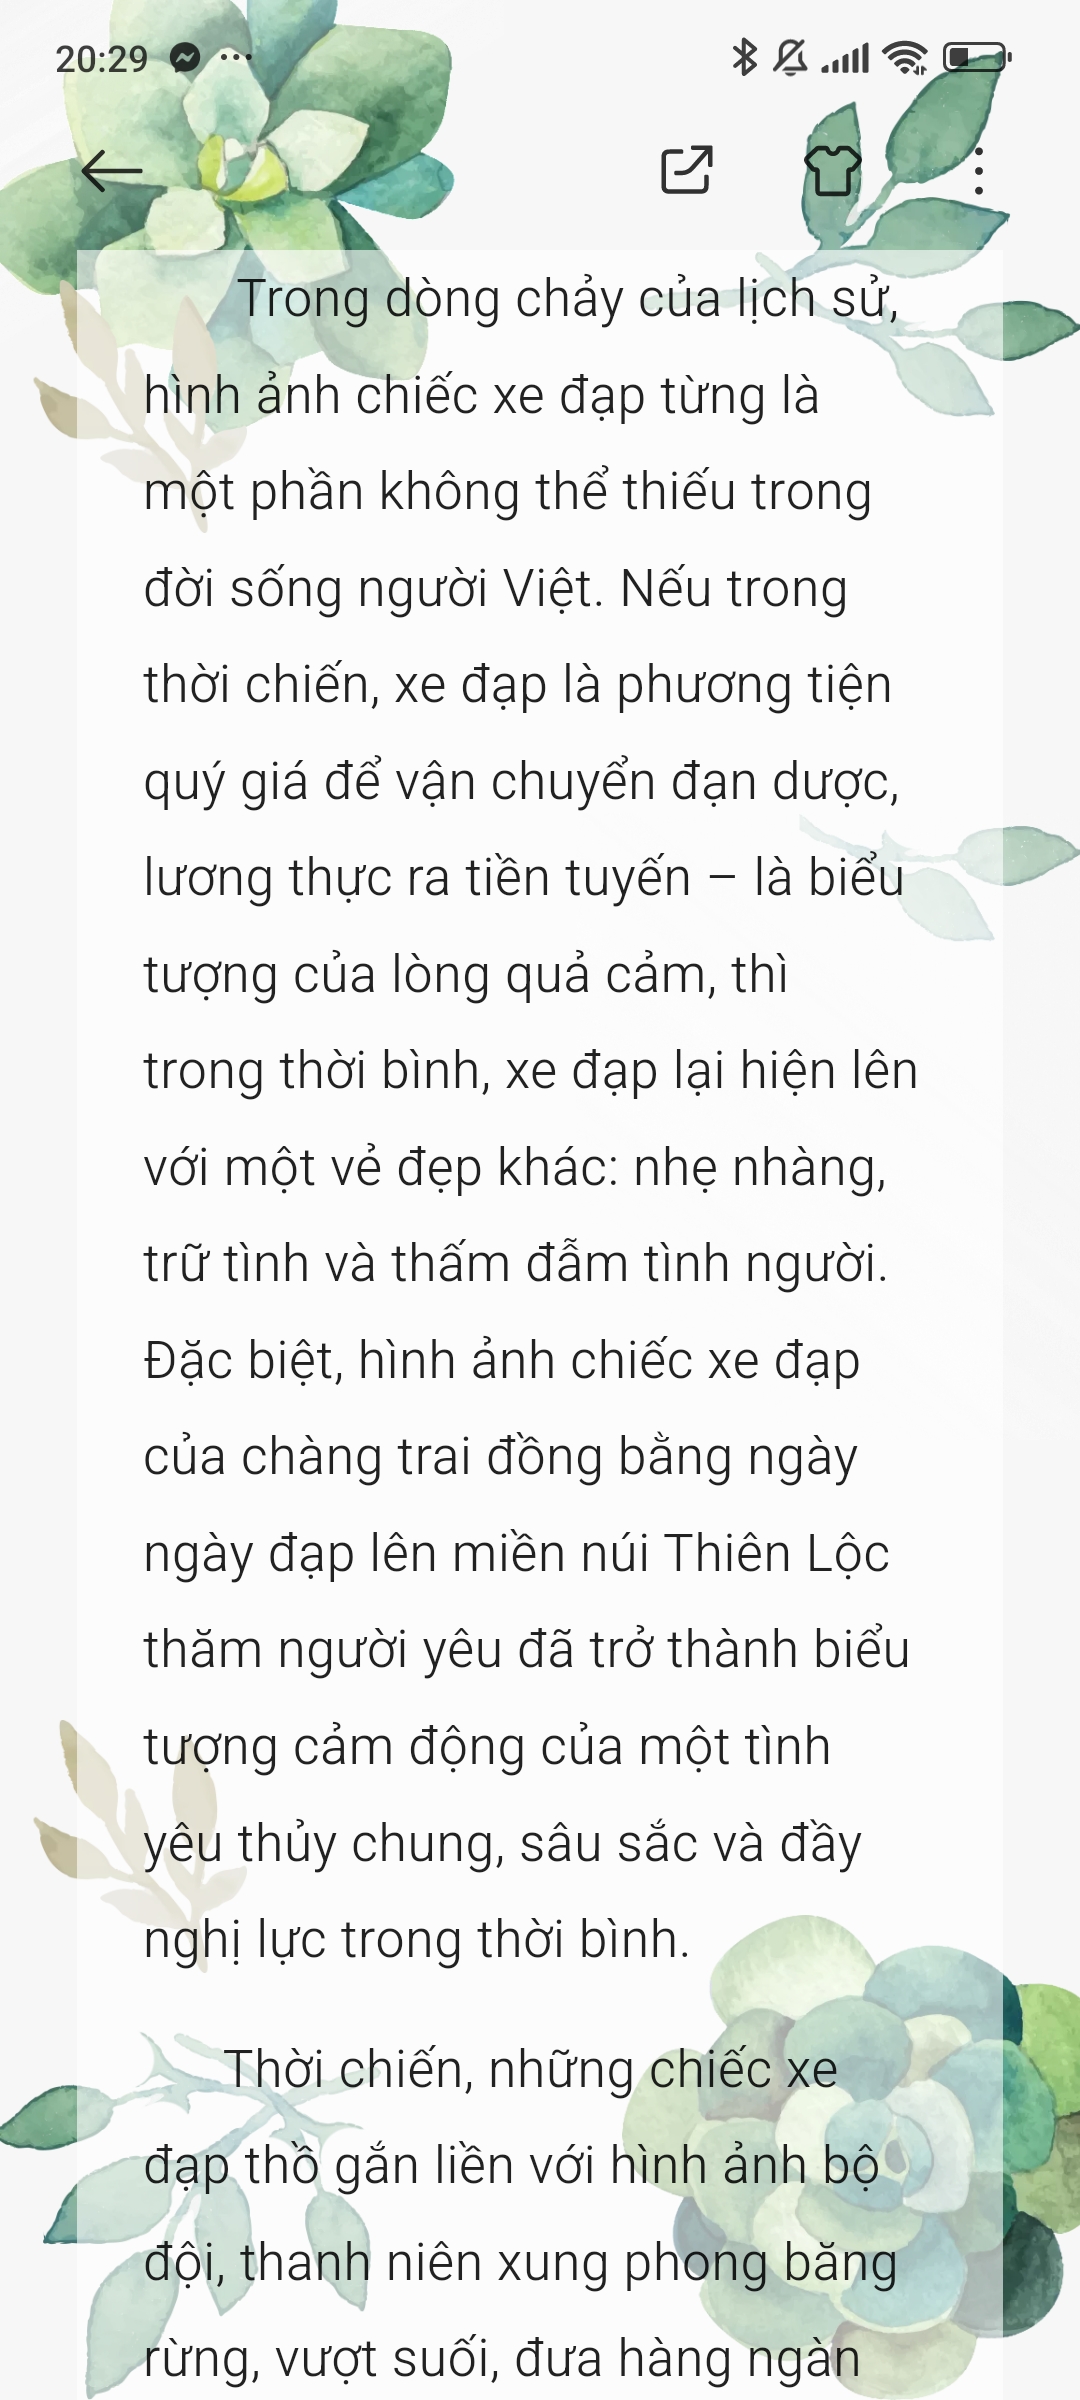 20:29
Trong dòng chảy của lịch sử,
hình ảnh chiếc xe đạp từng là
một phần không thể thiếu trong
đời sống người Việt. Nếu trong
thời chiến, xe đạp là phương tiện
quý giá để vận chuyển đạn dược,
lương thực ra tiền tuyến – là biểu
tượng của lòng quả cảm, thì
trong thời bình, xe đạp lại hiện lên
với một vẻ đẹp khác: nhẹ nhàng,
trữ tình và thấm đẫm tình người.
Đặc biệt, hình ảnh chiếc xe đạp
của chàng trai đồng bằng ngày
ngày đạp lên miền núi Thiên Lộc
thăm người yêu đã trở thành biểu
tượng cảm động của một tình
yêu thủy chung, sâu sắc và đầy
nghị lực trong thời bình.
Thời chiến, những chiếc xe
đạp thồ gắn liền với hình ảnh bộ
đội, thanh niên xung phong băng
rừng, vượt suối, đưa hàng ngàn